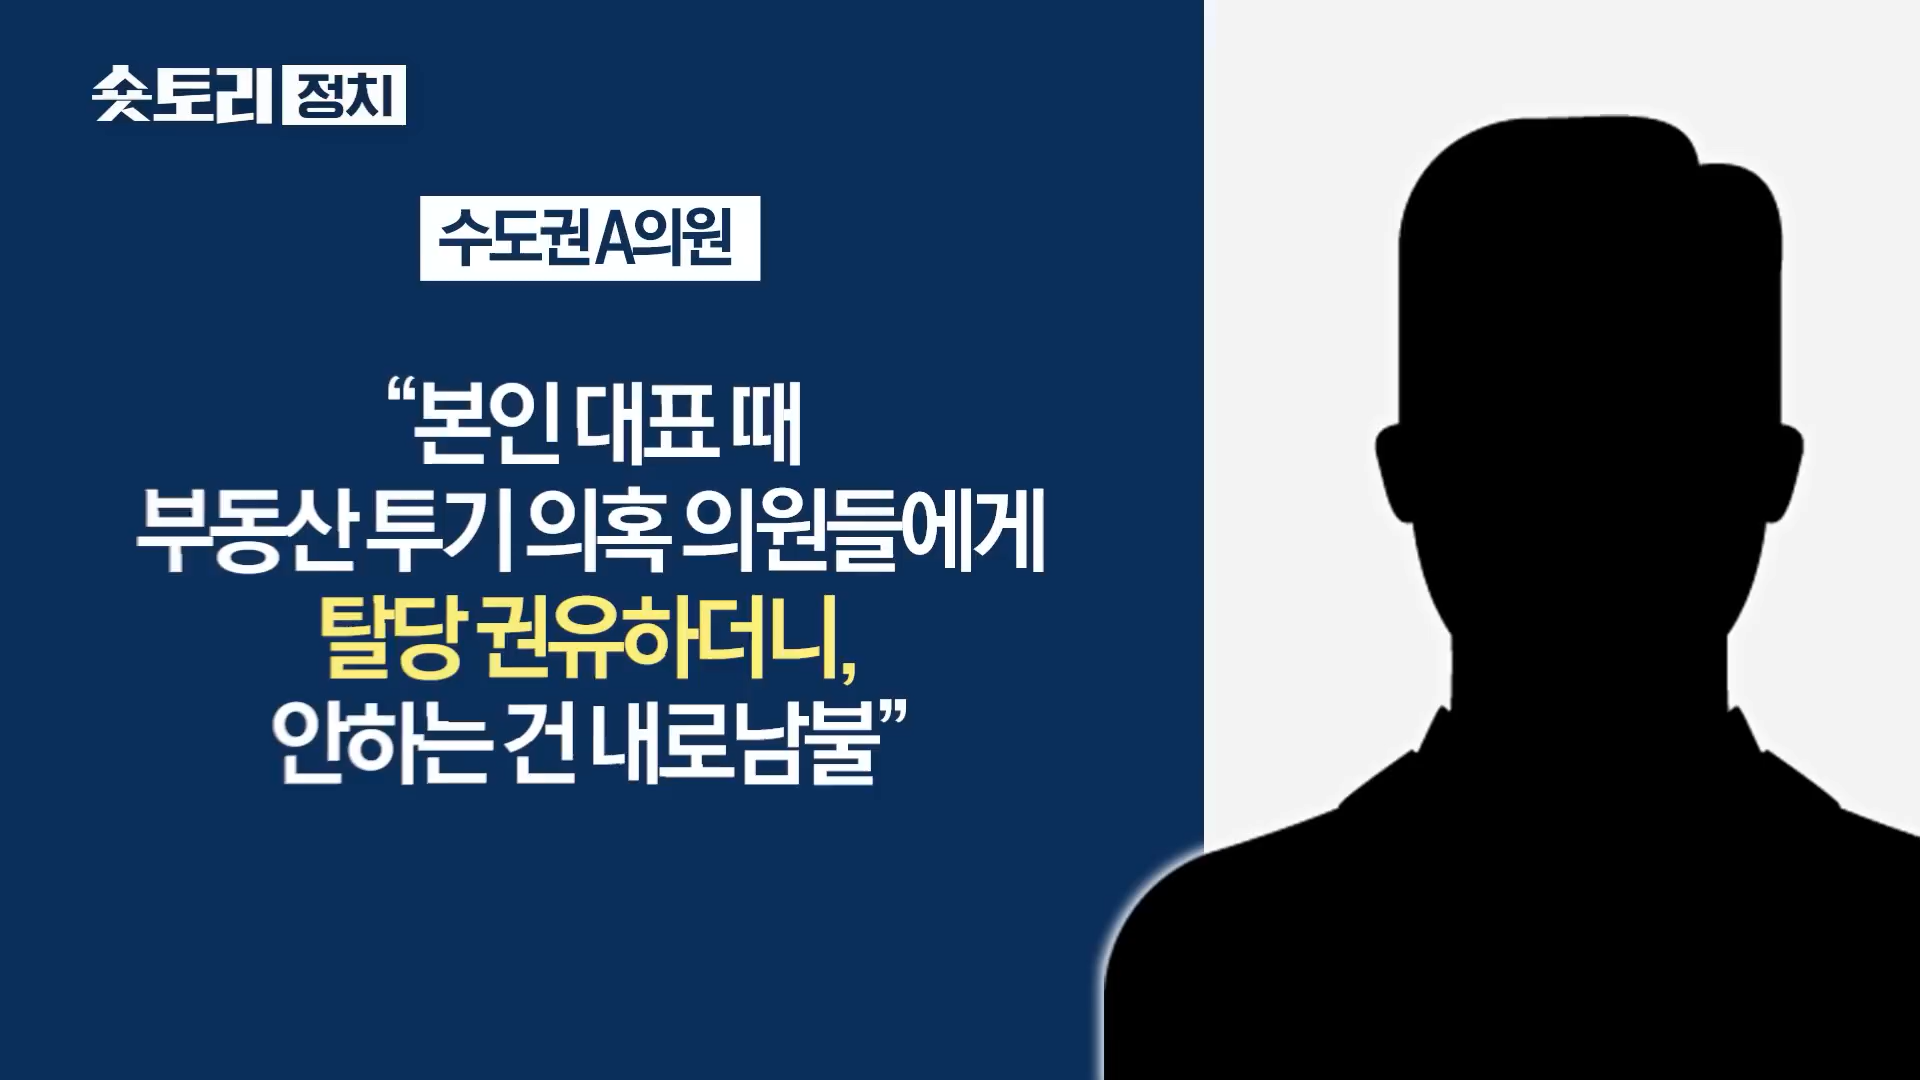 숏토리 정치
수도권 A의원
“본인 대표 때
부동산 투기 의혹 의원들에게
탈당 권유하더니,
안하는 건 내로남불”